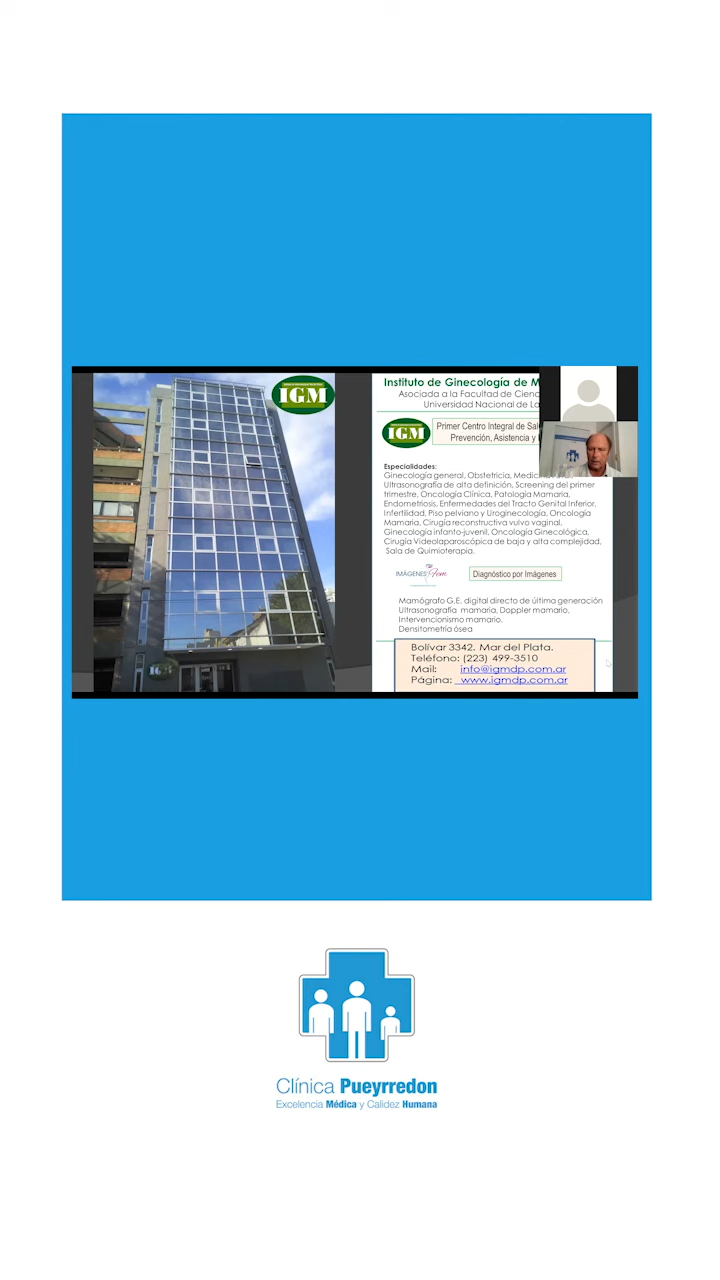 IGM
Instituto de Ginecología de M
Asociada a la Facultad de Cienc
Universidad Nacional de La
IGM
Primer Centro Integral de Sal
Prevención, Asistencia y
Especialidades:
Ginecología general, Obstetricia, Medici
Ultrasonografía de alta definición, Screening del primer
trimestre, Oncología Clínica, Patología Mamaria,
Endometriosis, Enfermedades del Tracto Genital Inferior,
Infertilidad, Piso pelviano y Uroginecología, Oncología
Mamaria, Cirugía reconstructiva vulvo vaginal,
Ginecología infanto-juvenil, Oncología Ginecológica,
Cirugía Videolaparoscópica de baja y alta complejidad,
Sala de Quimioterapia.
IMÁGENES Fem
Diagnóstico por Imágenes
Mamógrafo G.E. digital directo de última generación
Ultrasonografía mamaria, Doppler mamario,
Intervencionismo mamario.
Densitometría ósea
IGM
Bolívar 3342. Mar del Plata.
Teléfono: (223) 499-3510
Mail: info@igmdp.com.ar
Página: www.igmdp.com.ar
Clínica Pueyrredon
Excelencia Médica y Calidez Humana